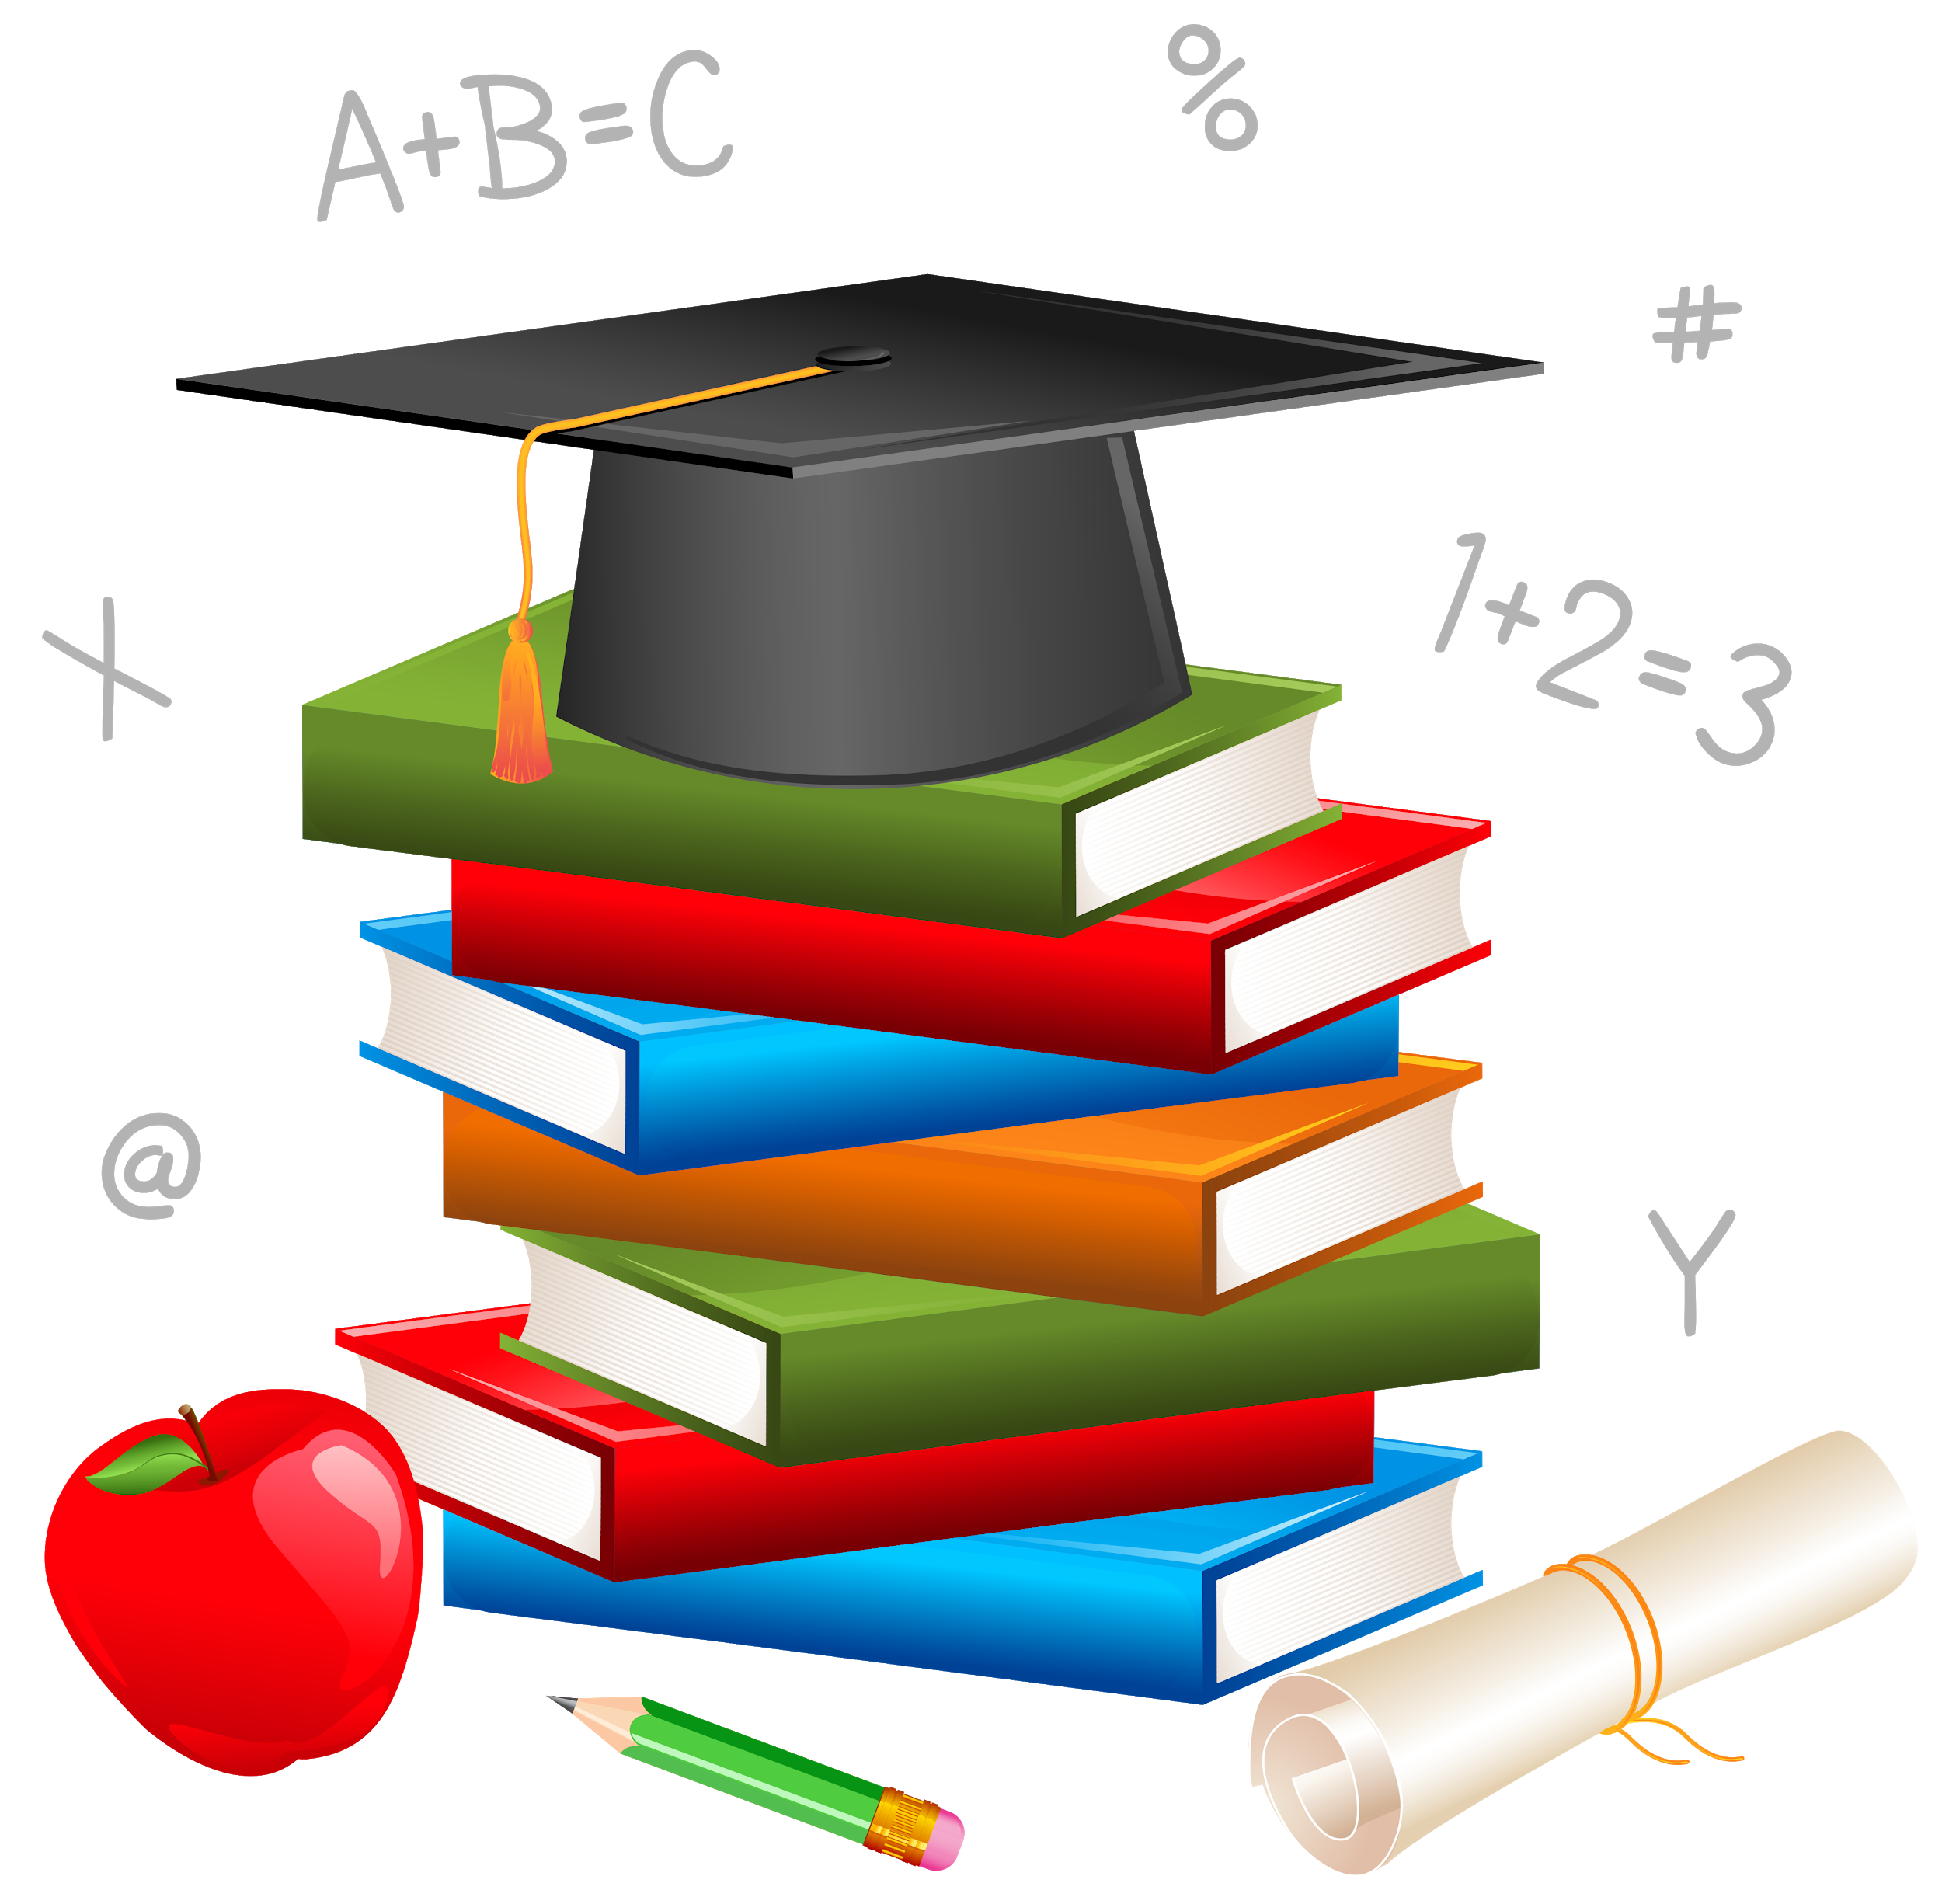 A+B=C
%
#
1+2=3
X
@
Y